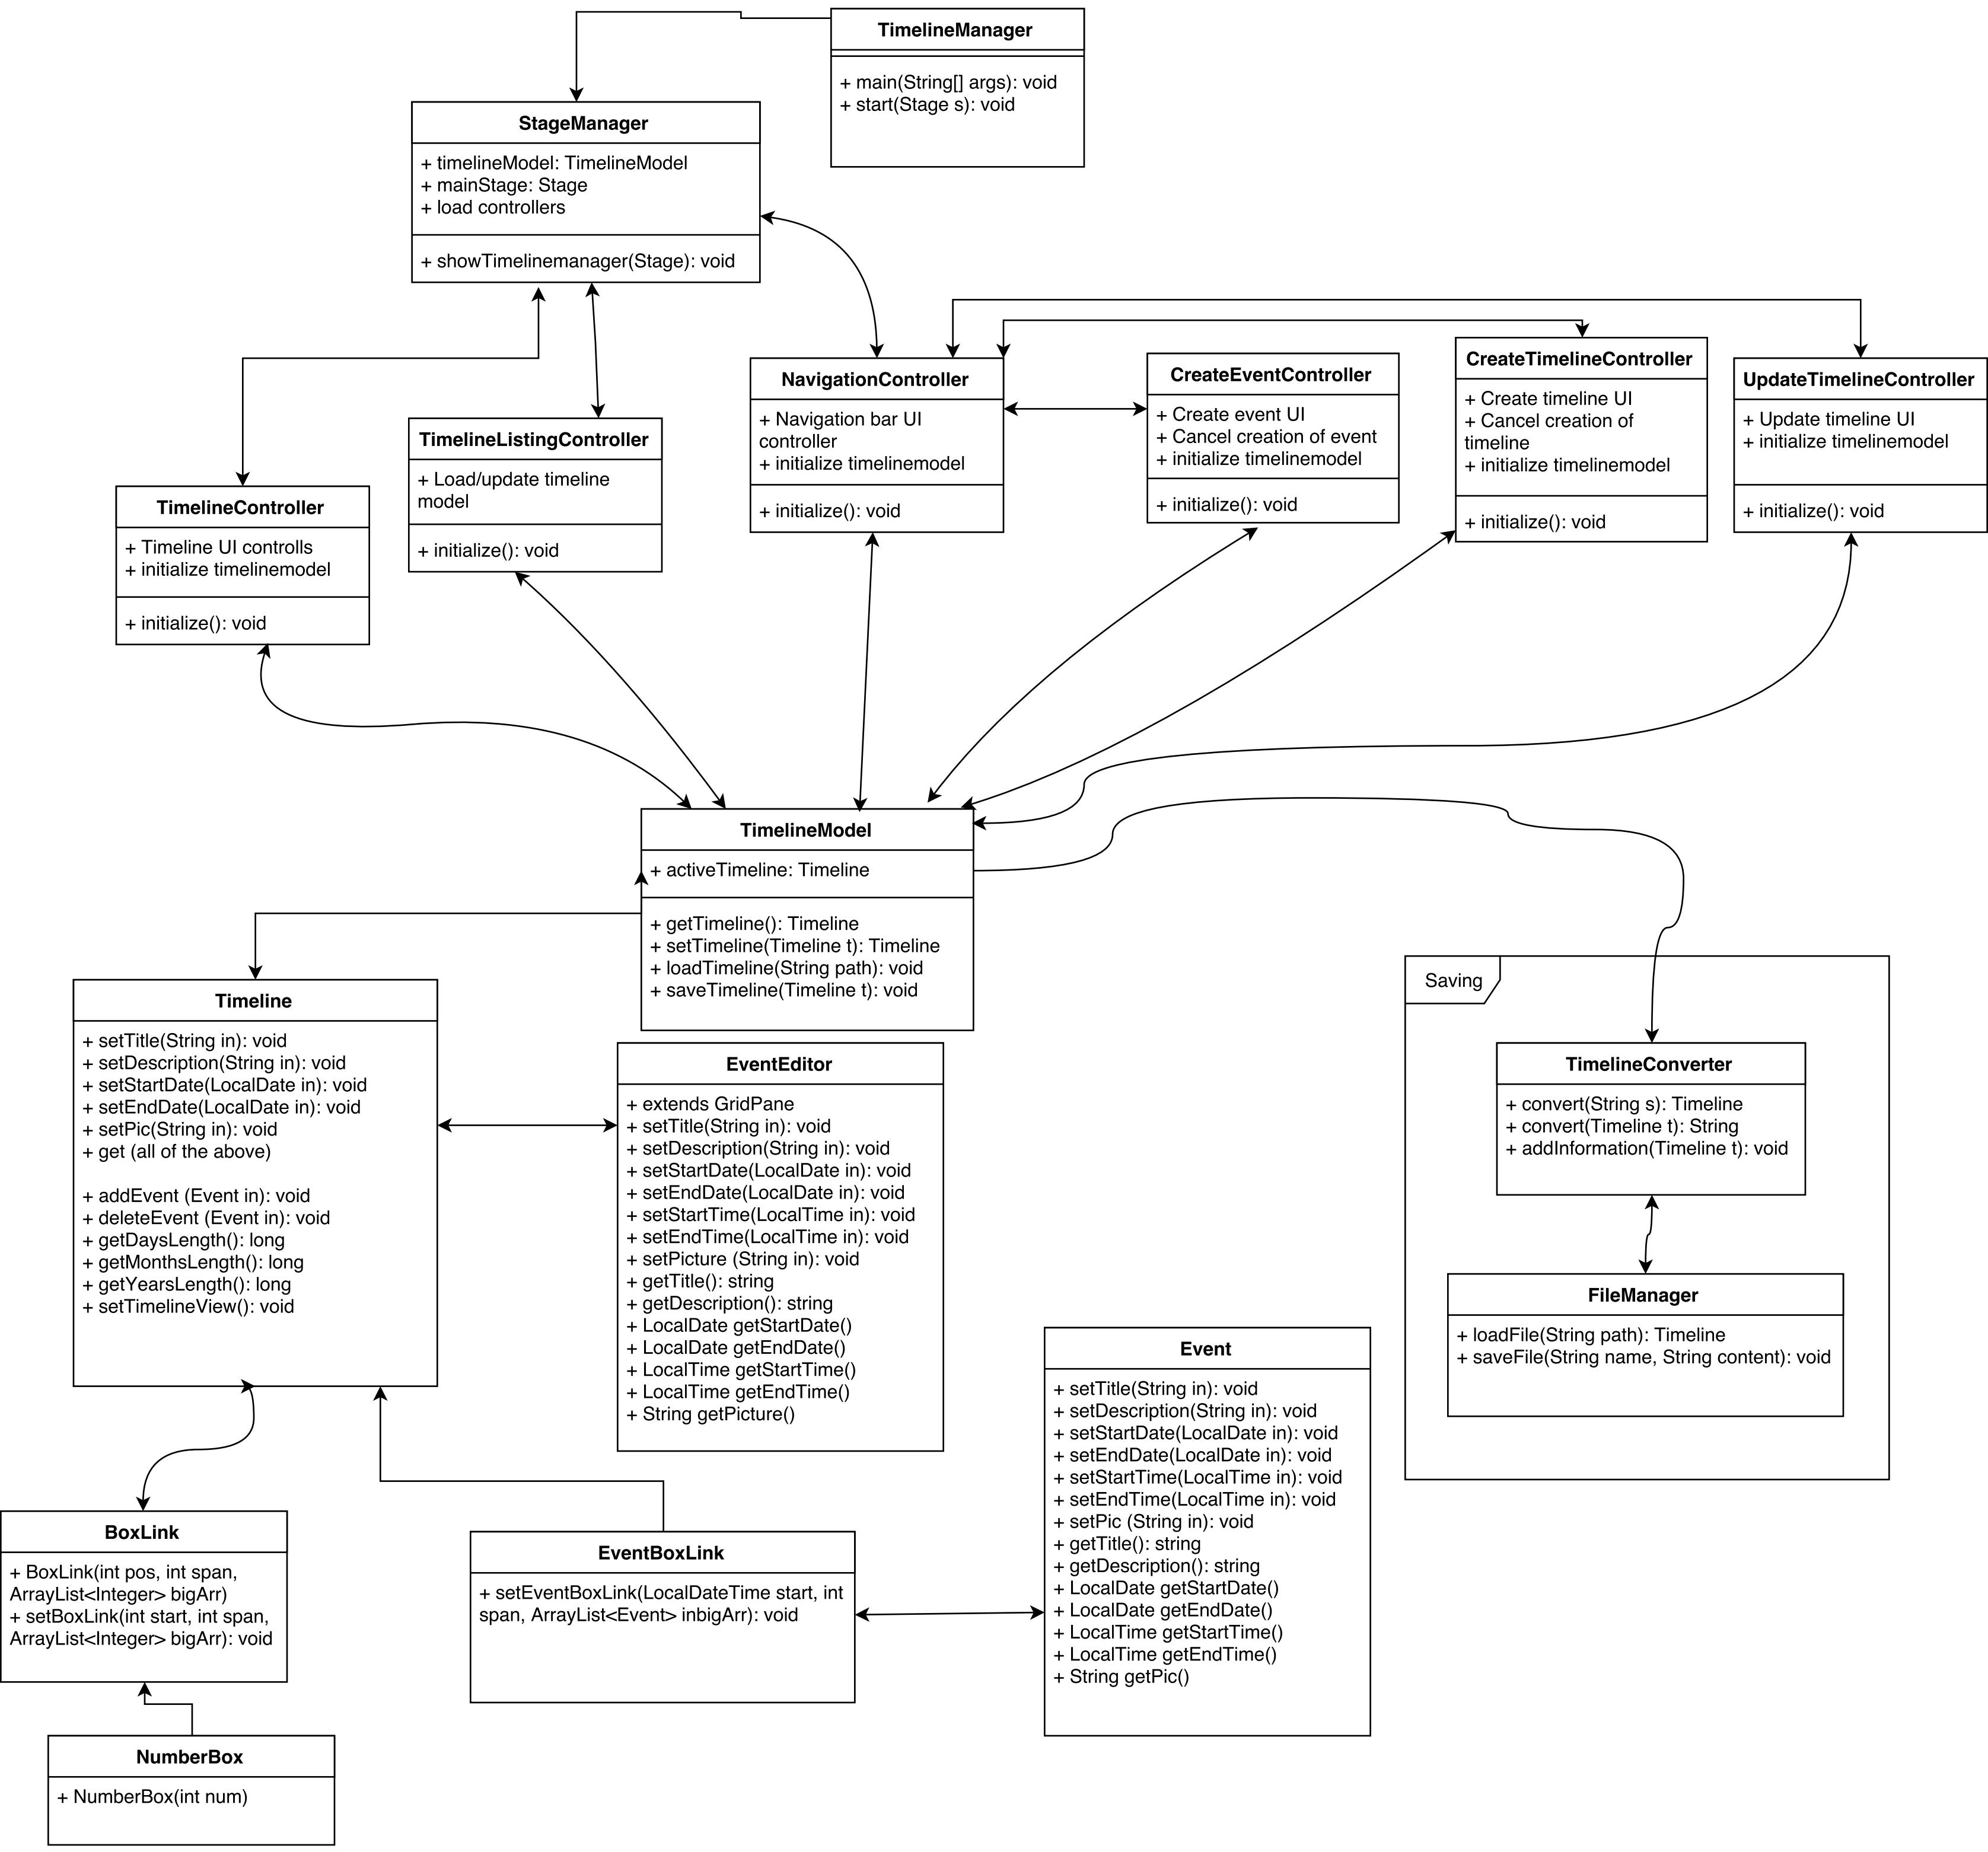 TimelineManager
+ main(String[] args): void
+ start(Stage s): void
StageManager
+ timelineModel: TimelineModel
+ mainStage: Stage
+ load controllers
+ showTimelinemanager(Stage): void
NavigationController
+ Navigation bar UI
controller
+ initialize timelinemodel
+ initialize(): void
CreateEventController
+ Create event UI
+ Cancel creation of event
+ initialize timelinemodel
+ initialize(): void
CreateTimelineController
+ Create timeline UI
+ Cancel creation of
timeline
+ initialize timelinemodel
+ initialize(): void
UpdateTimelineController
+ Update timeline UI
+ initialize timelinemodel
+ initialize(): void
TimelineListingController
+ Load/update timeline
model
+ initialize(): void
TimelineController
+ Timeline UI controlls
+ initialize timelinemodel
+ initialize(): void
TimelineModel
+ activeTimeline: Timeline
+ getTimeline(): Timeline
+ setTimeline(Timeline t): Timeline
+ loadTimeline(String path): void
+ saveTimeline(Timeline t): void
Timeline
+ setTitle(String in): void
+ setDescription(String in): void
+ setStartDate(LocalDate in): void
+ setEndDate(LocalDate in): void
+ setPic(String in): void
+ get (all of the above)
+ addEvent (Event in): void
+ deleteEvent (Event in): void
+ getDaysLength(): long
+ getMonthsLength(): long
+ getYearsLength(): long
+ setTimelineView(): void
EventEditor
+ extends GridPane
+ setTitle(String in): void
+ setDescription(String in): void
+ setStartDate(LocalDate in): void
+ setEndDate(LocalDate in): void
+ setStartTime(LocalTime in): void
+ setEndTime(LocalTime in): void
+ setPicture (String in): void
+ getTitle(): string
+ getDescription(): string
+ LocalDate getStartDate()
+ LocalDate getEndDate()
+ LocalTime getStartTime()
+ LocalTime getEndTime()
+ String getPicture()
Saving
TimelineConverter
+ convert(String s): Timeline
+ convert(Timeline t): String
+ addInformation(Timeline t): void
FileManager
+ loadFile(String path): Timeline
+ saveFile(String name, String content): void
Event
+ setTitle(String in): void
+ setDescription(String in): void
+ setStartDate(LocalDate in): void
+ setEndDate(LocalDate in): void
+ setStartTime(LocalTime in): void
+ setEndTime(LocalTime in): void
+ setPic (String in): void
+ getTitle(): string
+ getDescription(): string
+ LocalDate getStartDate()
+ LocalDate getEndDate()
+ LocalTime getStartTime()
+ LocalTime getEndTime()
+ String getPic()
BoxLink
+ BoxLink(int pos, int span,
ArrayList<Integer> bigArr)
+ setBoxLink(int start, int span,
ArrayList<Integer> bigArr): void
EventBoxLink
+ setEventBoxLink(LocalDateTime start, int
span, ArrayList<Event> inbigArr): void
NumberBox
+ NumberBox(int num)